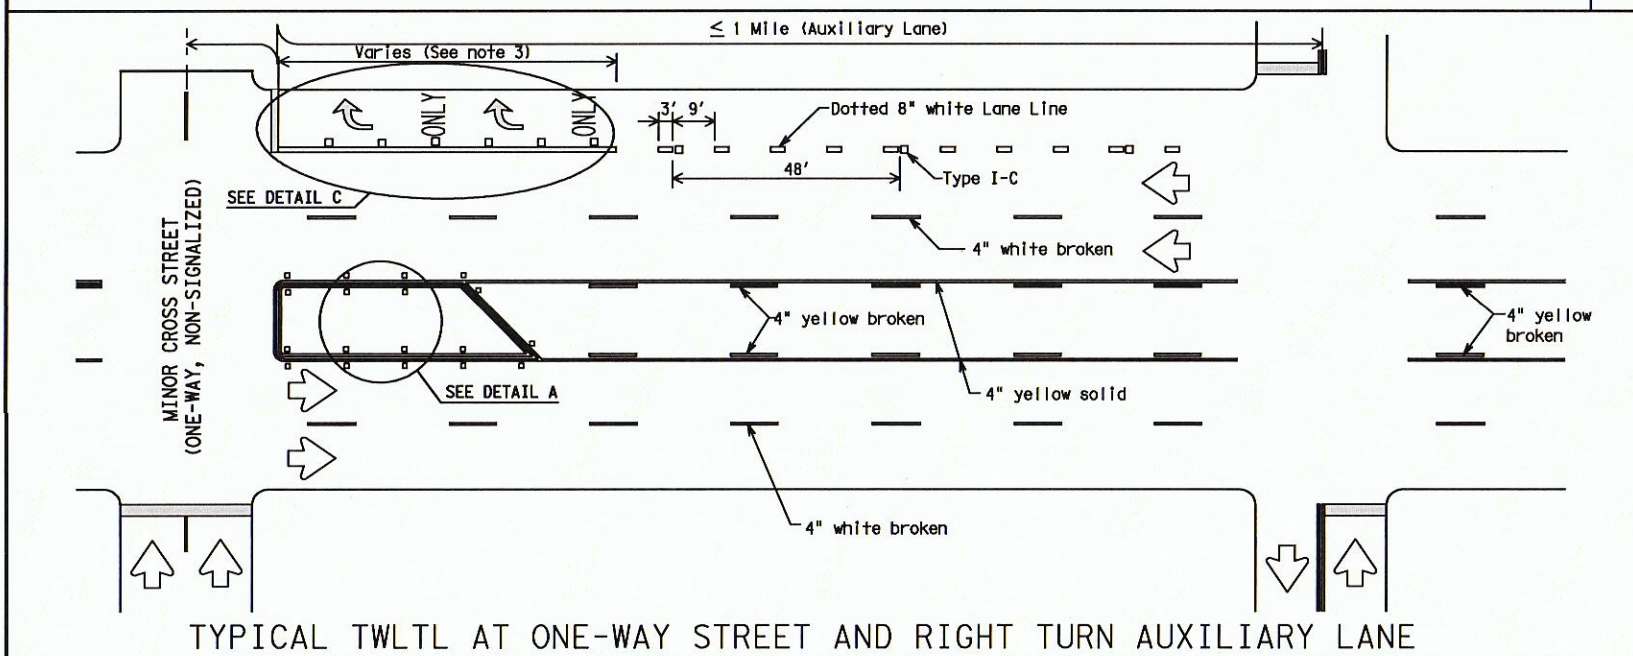 ≤ 1 Mile (Auxiliary Lane)
Varies (See note 3)
ONLY
ONLY
3' 9'
Dotted 8" white Lane Line
48'
Type I-C
SEE DETAIL C
4" white broken
MINOR CROSS STREET
(ONE-WAY, NON-SIGNALIZED)
4" yellow broken
4" yellow
broken
SEE DETAIL A
4" yellow solid
4" white broken
TYPICAL TWLTL AT ONE-WAY STREET AND RIGHT TURN AUXILIARY LANE